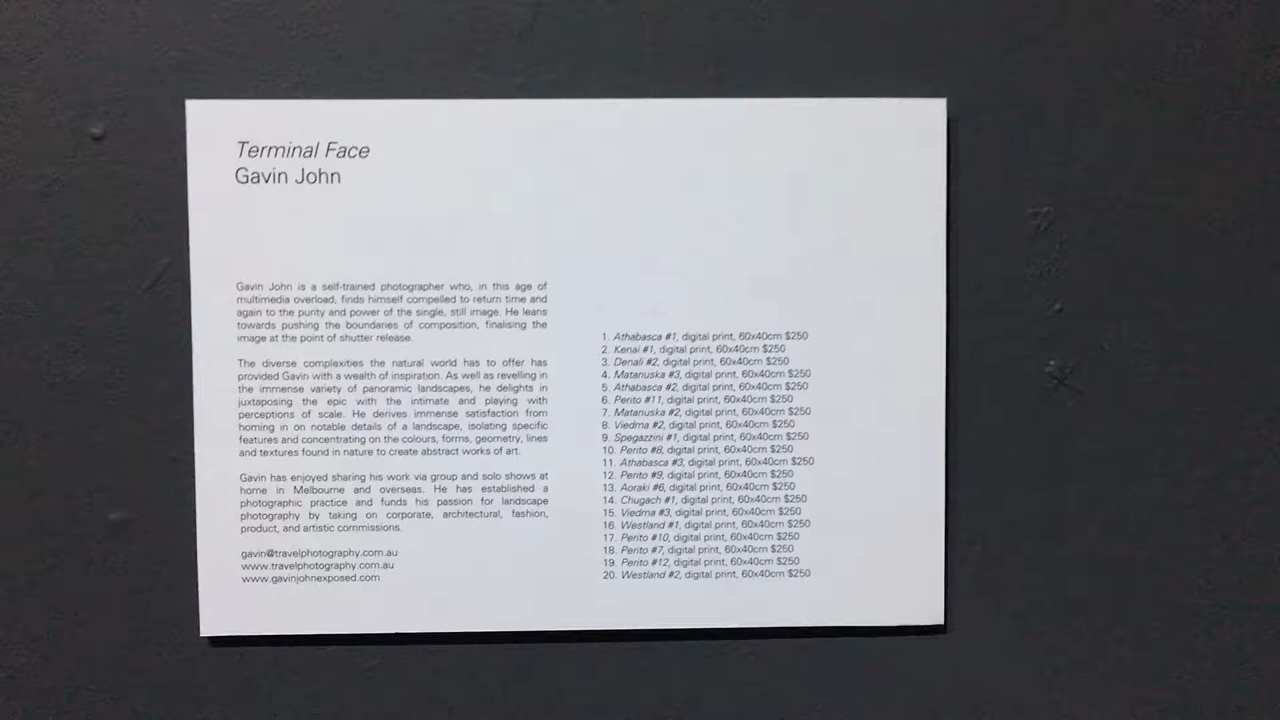 Terminal Face
Gavin John
Gavin John is a self-trained photographer who, in this age of
multimedia overload, finds himself compelled to return time and
again to the purity and power of the single, still image. He leans
towards pushing the boundaries of composition, finalising the
image at the point of shutter release.
The diverse complexities the natural world has to offer has
provided Gavin with a wealth of inspiration. As well as revelling in
the immense variety of panoramic landscapes, he delights in
juxtaposing the epic with the intimate and playing with
perceptions of scale. He derives immense satisfaction from
homing in on notable details of a landscape, isolating specific
features and concentrating on the colours, forms, geometry, lines
and textures found in nature to create abstract works of art.
Gavin has enjoyed sharing his work via group and solo shows at
home in Melbourne and overseas. He has established a
photographic practice and funds his passion for landscape
photography by taking on corporate, architectural, fashion,
product, and artistic commissions.
gavin@travelphotography.com.au
www.travelphotography.com.au
www.gavinjohnexposed.com
1. Athabasca #1, digital print, 60x40cm $250
2. Kenai #1, digital print, 60x40cm $250
3. Denali #2, digital print, 60x40cm $250
4. Matanuska #3, digital print, 60x40cm $250
5. Athabasca #2, digital print, 60x40cm $250
6. Perito #11, digital print, 60x40cm $250
7. Matanuska #2, digital print, 60x40cm $250
8. Viedma #2, digital print, 60x40cm $250
9. Spegazzini #1, digital print, 60x40cm $250
10. Perito #8, digital print, 60x40cm $250
11. Athabasca #3, digital print, 60x40cm $250
12. Perito #9, digital print, 60x40cm $250
13. Aoraki #6, digital print, 60x40cm $250
14. Chugach #1, digital print, 60x40cm $250
15. Viedma #3, digital print, 60x40cm $250
16. Westland #1, digital print, 60x40cm $250
17. Perito #10, digital print, 60x40cm $250
18. Perito #7, digital print, 60x40cm $250
19. Perito #12, digital print, 60x40cm $250
20. Westland #2, digital print, 60x40cm $250